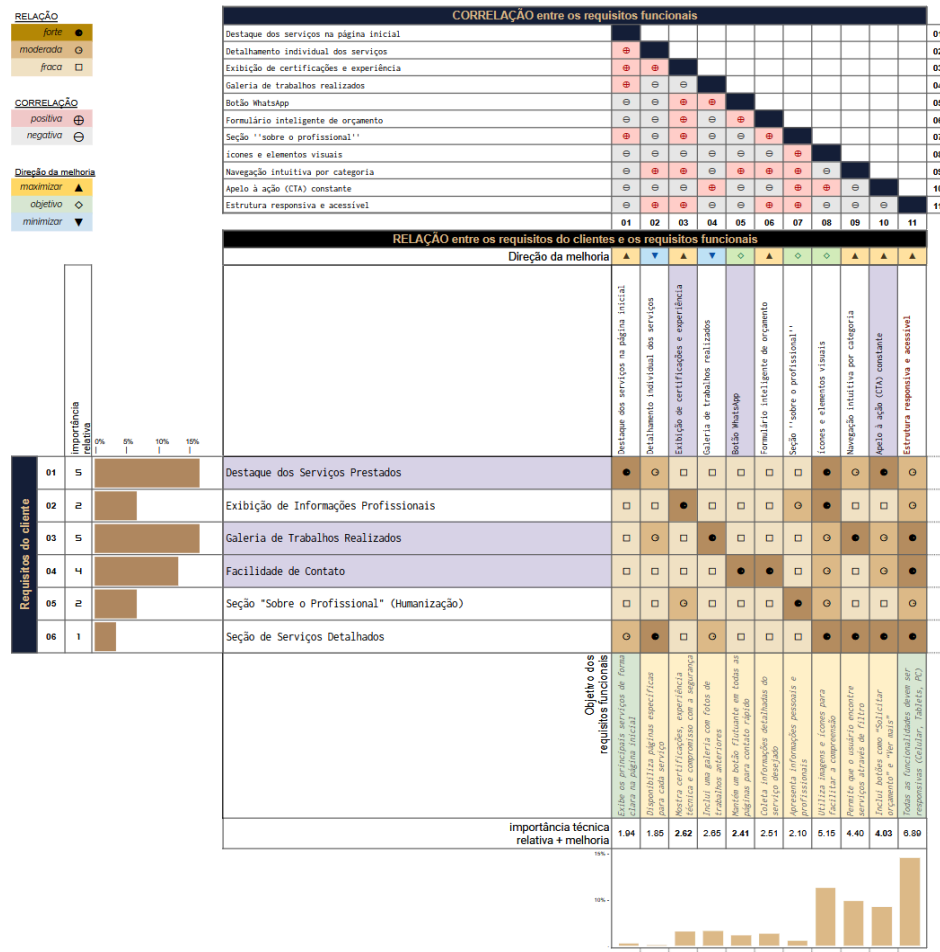 RELAÇÃO
forte
moderada
fraca
CORRELAÇÃO
positiva
negativa
Direção da melhoria
maximizar
objetivo
minimizar
CORRELAÇÃO entre os requisitos funcionais
Destaque dos serviços na página inicial
Detalhamento individual dos serviços
Exibição de certificações e experiência
Galeria de trabalhos realizados
Botão WhatsApp
Formulário inteligente de orçamento
Seção ''sobre o profissional''
ícones e elementos visuais
Navegação intuitiva por categoria
Apelo à ação (CTA) constante
Estrutura responsiva e acessível
01 02 03 04 05 06 07 08 09 10 11
RELAÇÃO entre os requisitos do clientes e os requisitos funcionais
Direção da melhoria
Destaque dos serviços na página inicial
Detalhamento individual dos serviços
Exibição de certificações e experiência
Galeria de trabalhos realizados
Botão WhatsApp
Formulário inteligente de orçamento
Seção ''sobre o profissional''
ícones e elementos visuais
Navegação intuitiva por categoria
Apelo à ação (CTA) constante
Estrutura responsiva e acessível
importância
relativa
0% 5% 10% 15%
Requisitos do cliente
01 5 Destaque dos Serviços Prestados
02 2 Exibição de Informações Profissionais
03 5 Galeria de Trabalhos Realizados
04 4 Facilidade de Contato
05 2 Seção "Sobre o Profissional" (Humanização)
06 1 Seção de Serviços Detalhados
Objetivo dos
requisitos funcionais
Exibe os principais serviços de forma
clara na página inicial
Disponibiliza páginas específicas
para cada serviço
Mostra certificações, experiência
técnica e compromisso com a segurança
Inclui uma galeria com fotos de
trabalhos anteriores
Mantém um botão flutuante em todas as
páginas para contato rápido
Coleta informações detalhadas do
serviço desejado
Apresenta informações pessoais e
profissionais
Utiliza imagens e ícones para
facilitar a compreensão
Permite que o usuário encontre
serviços através de filtro
Inclui botões como "Solicitar
orçamento" e "Ver mais"
Todas as funcionalidades devem ser
responsivas (Celular, Tablets, PC)
importância técnica
relativa + melhoria
1.94 1.85 2.62 2.65 2.41 2.51 2.10 5.15 4.40 4.03 6.89